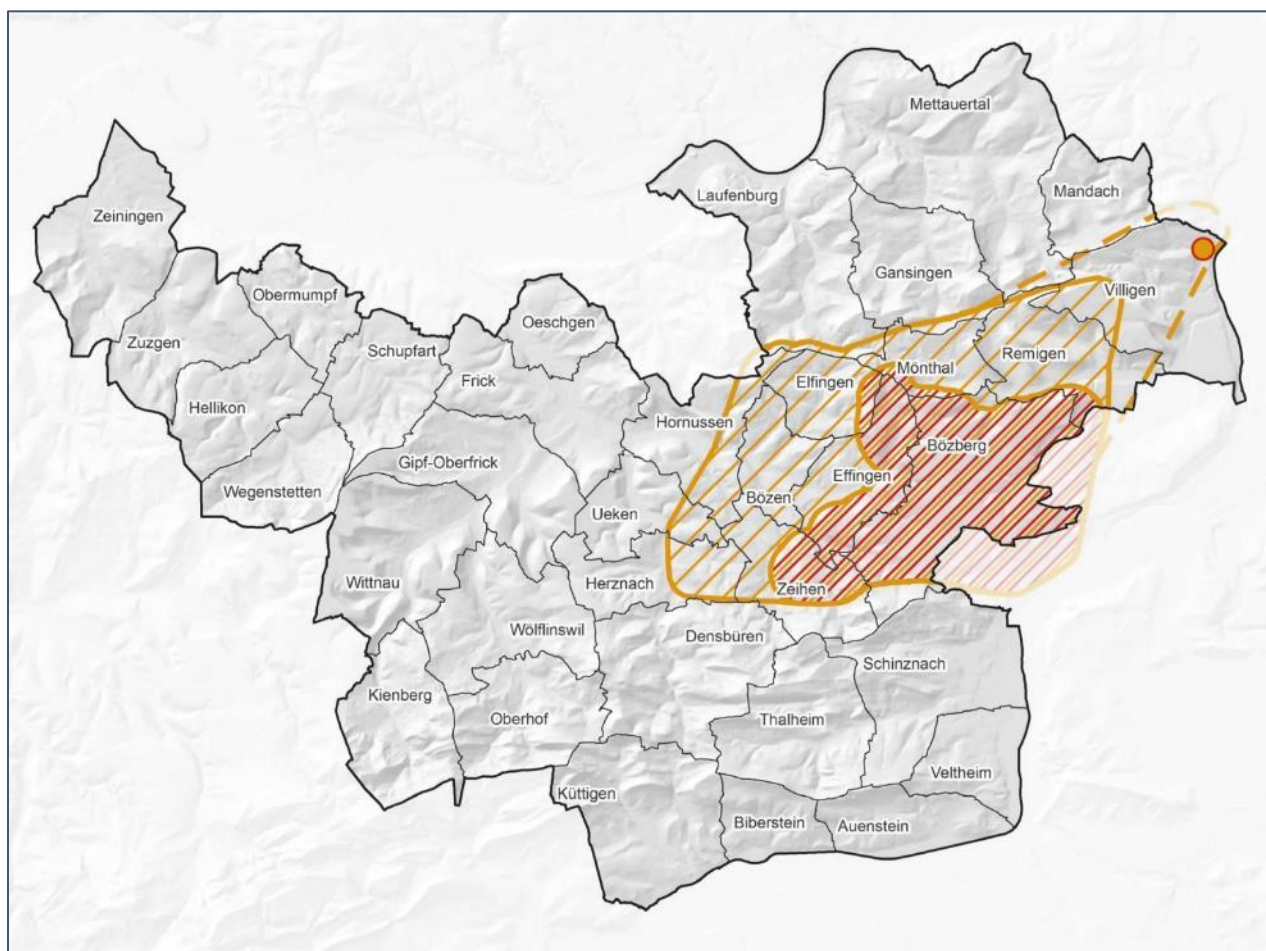 Mettauertal
Laufenburg
Mandach
Zeiningen
Gansingen
Villigen
Obermumpf
Oeschgen
Zuzgen
Schupfart
Remigen
Mönthal
Elfingen
Frick
Hellikon
Hornussen
Bözberg
Gipf-Oberfrick
Effingen
Wegenstetten
Bözen
Ueken
Wittnau
Herznach
Zeihen
Wölflinswil
Densbüren
Schinznach
Kienberg
Oberhof
Thalheim
Veltheim
Küttigen
Biberstein
Auenstein